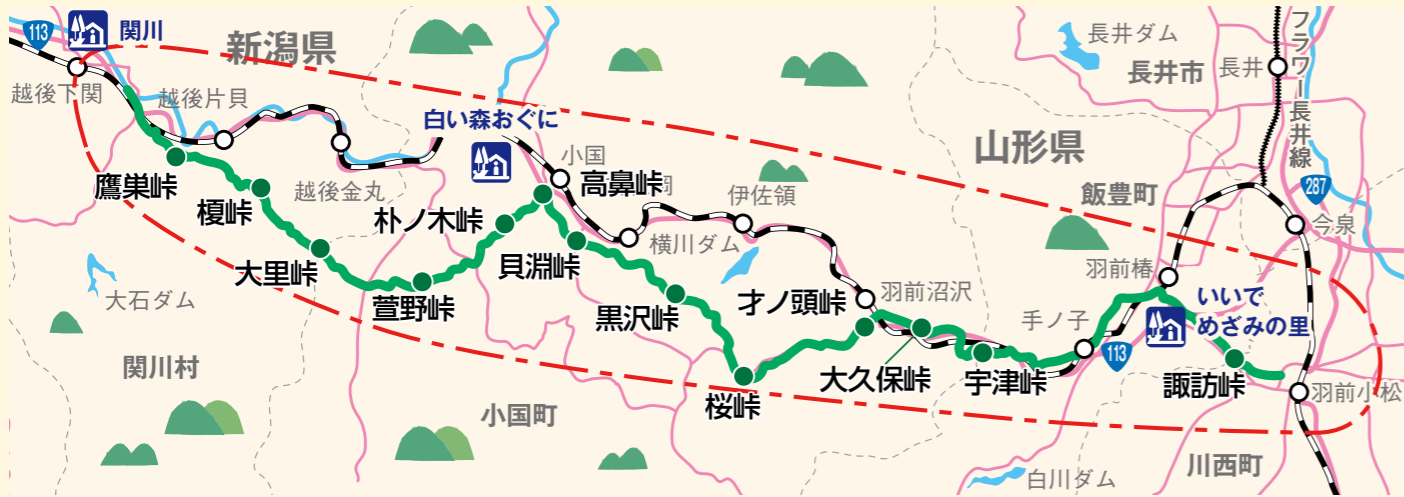 113
関川
新潟県
越後下関
越後片貝
白い森おぐに
長井ダム
長井市
長井
フラワー長井線
山形県
小国
高鼻峠
伊佐領
飯豊町
287
鷹巣峠
榎峠
越後金丸
朴ノ木峠
横川ダム
今泉
大里峠
貝淵峠
羽前椿
大石ダム
萱野峠
黒沢峠
才ノ頭峠
羽前沼沢
いいで
めざみの里
手ノ子
113
関川村
大久保峠
宇津峠
諏訪峠
桜峠
羽前小松
小国町
川西町
白川ダム